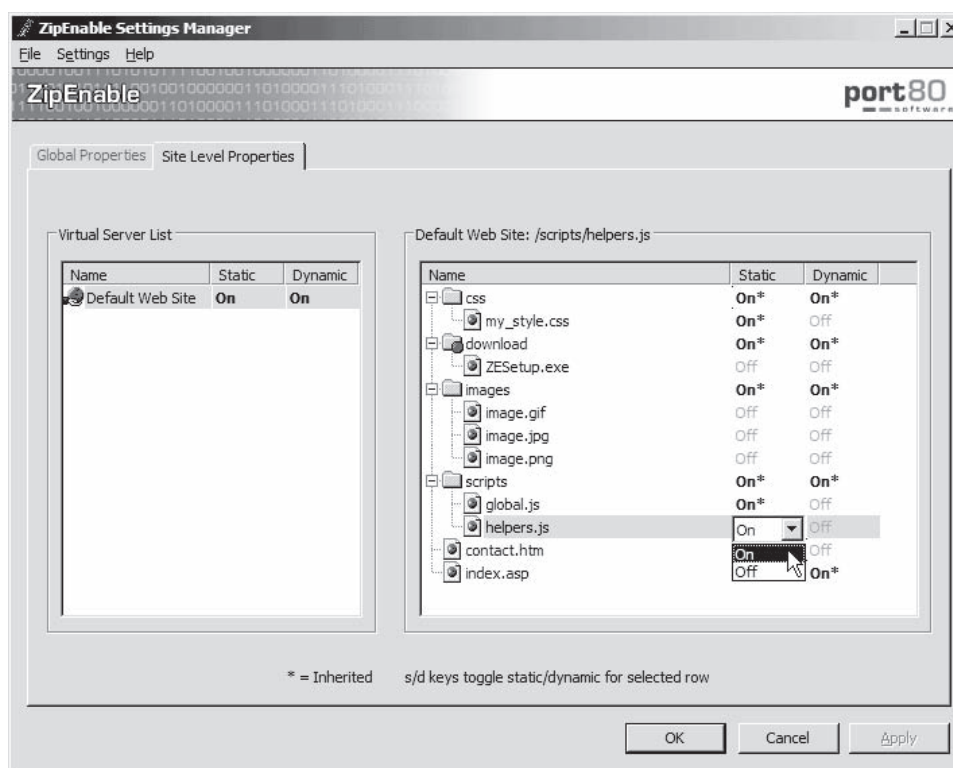 ZipEnable Settings Manager
File Settings Help
ZipEnable
port80
software
Global Properties Site Level Properties
Virtual Server List
Name Static Dynamic
Default Web Site On On
Default Web Site: /scripts/helpers.js
Name Static Dynamic
css On* On*
my_style.css On* Off
download On* On*
ZESetup.exe Off Off
images On* On*
image.gif Off Off
image.jpg Off Off
image.png Off Off
scripts On* On*
global.js On* Off
helpers.js On Off
contact.htm On Off
index.asp Off On*
* = Inherited s/d keys toggle static/dynamic for selected row
OK Cancel Apply